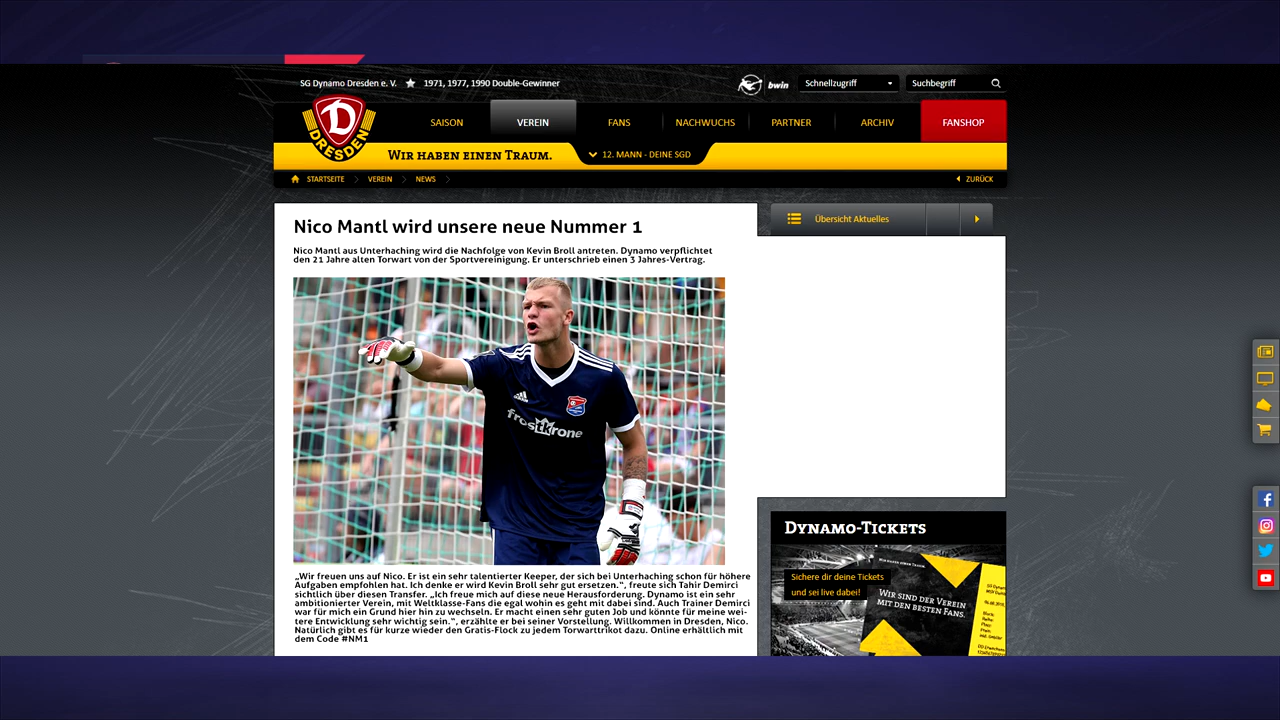 SG Dynamo Dresden e. V. 1971, 1977, 1990 Double-Gewinner
bwin Schnellzugriff Suchbegriff
D
DRESDEN
SAISON VEREIN FANS NACHWUCHS PARTNER ARCHIV FANSHOP
Wir haben einen Traum. 12. MANN - DEINE SGD
STARTSEITE VEREIN NEWS ZURÜCK
Nico Mantl wird unsere neue Nummer 1
Nico Mantl aus Unterhaching wird die Nachfolge von Kevin Broll antreten. Dynamo verpflichtet
den 21 Jahre alten Torwart von der Sportvereinigung. Er unterschrieb einen 3 Jahres-Vertrag.
adidas
frostkrone
„Wir freuen uns auf Nico. Er ist ein sehr talentierter Keeper, der sich bei Unterhaching schon für höhere
Aufgaben empfohlen hat. Ich denke er wird Kevin Broll sehr gut ersetzen.“, freute sich Tahir Demirci
sichtlich über diesen Transfer. „Ich freue mich auf diese neue Herausforderung. Dynamo ist ein sehr
ambitionierter Verein, mit Wetltklasse-Fans die egal wohin es geht mit dabei sind. Auch Trainer Demirci
war für mich ein Grund hier hin zu wechseln. Er macht einen sehr guten Job und könnte für meine wei-
tere Entwicklung sehr wichtig sein.“, erzählte er bei seiner Vorstellung. Willkommen in Dresden, Nico.
Natürlich gibt es für kurze wieder den Gratis-Flock zu jedem Torwarttrikot dazu. Online erhältlich mit
dem Code #NM1
Übersicht Aktuelles
Dynamo-Tickets
Sichere dir deine Tickets
und sei live dabei!
WIR HABEN EINEN TRAUM.
Wir sind der Verein
mit den besten Fans.